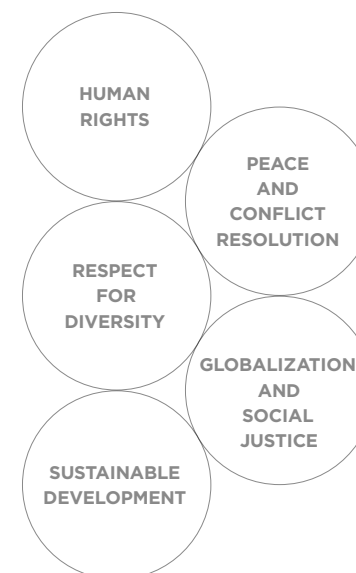 HUMAN
RIGHTS
PEACE
AND
CONFLICT
RESOLUTION
RESPECT
FOR
DIVERSITY
GLOBALIZATION
AND
SOCIAL
JUSTICE
SUSTAINABLE
DEVELOPMENT